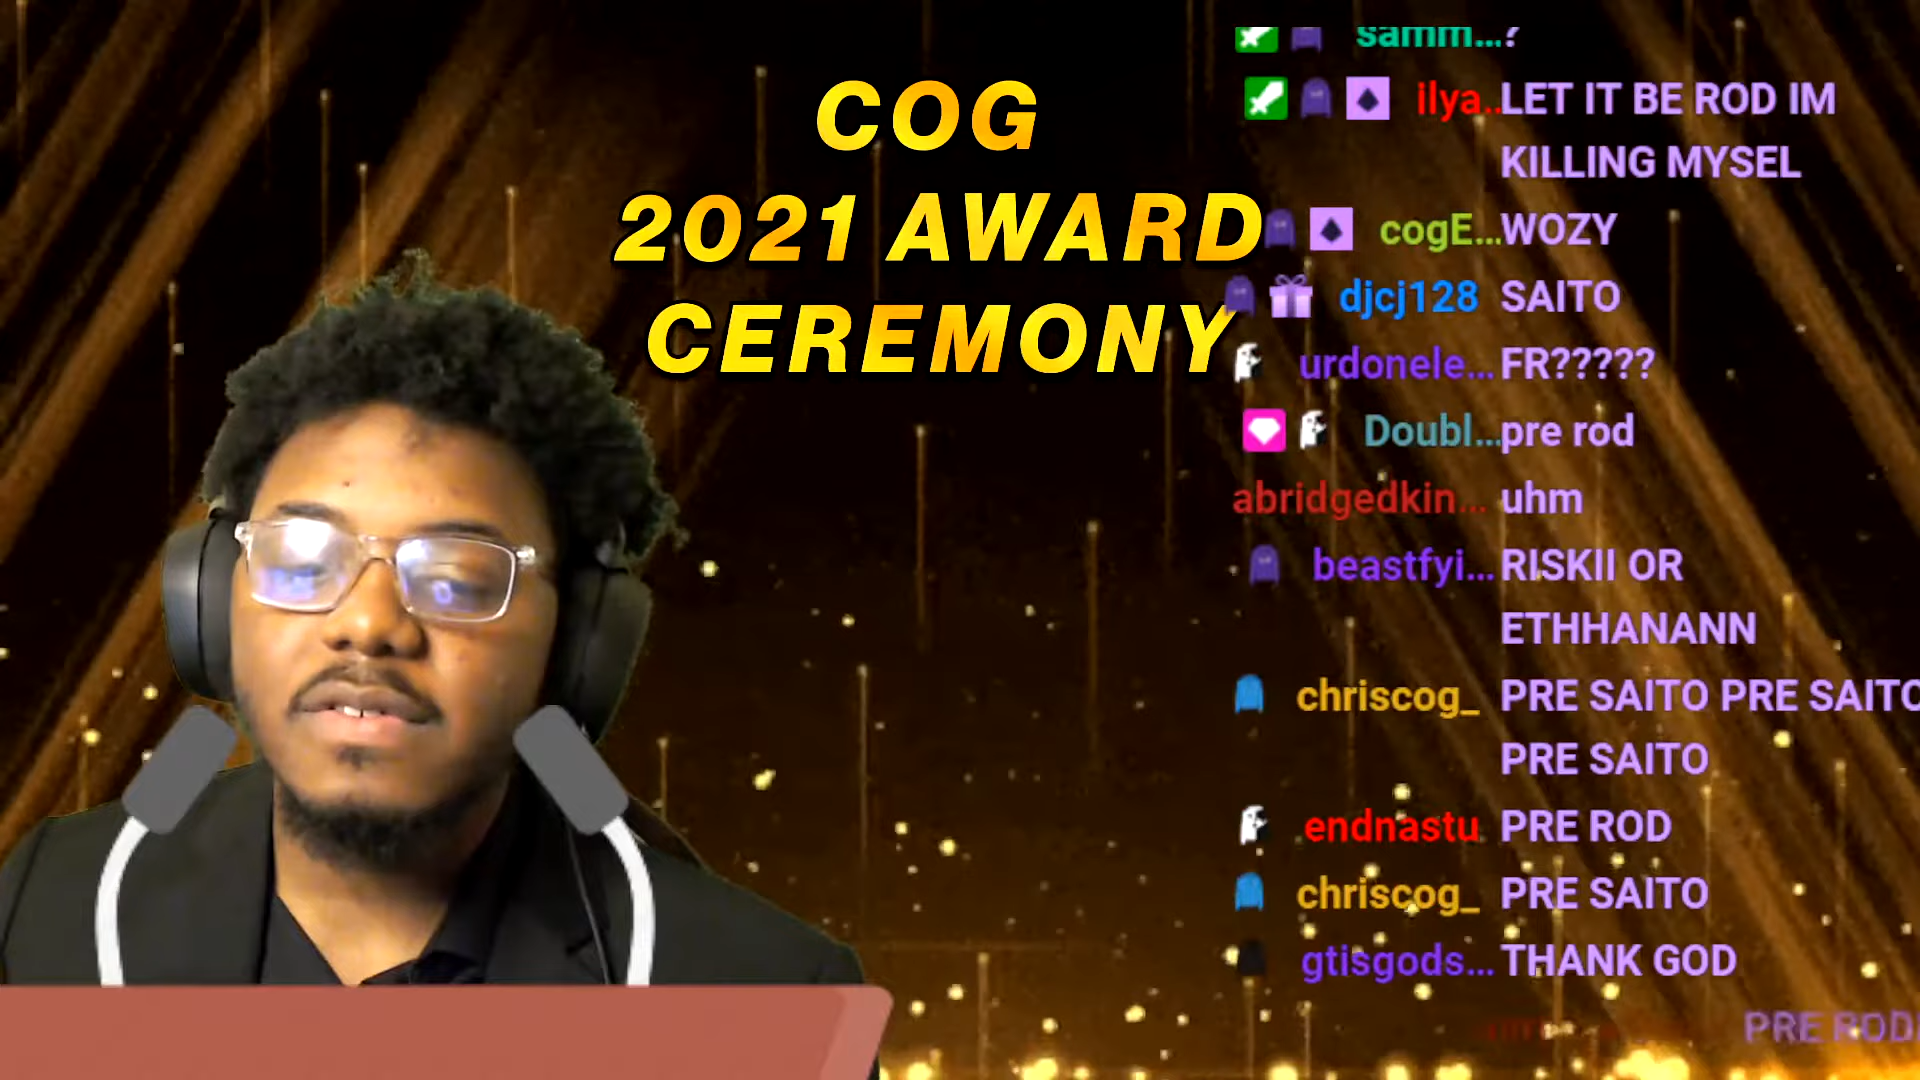 COG
2021 AWARD
CEREMONY
samm...?
ilya..LET IT BE ROD IM
KILLING MYSEL
cogE...WOZY
djcj128 SAITO
urdonele... FR?????
Doubl...pre rod
abridgedkin... uhm
beastfyi... RISKII OR
ETHHANANN
chriscog_ PRE SAITO PRE SAITO
PRE SAITO
endnastu PRE ROD
chriscog_ PRE SAITO
gtisgods... THANK GOD
PRE ROD